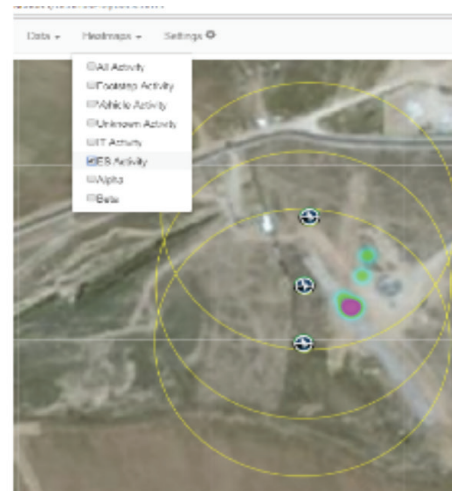 Data Heatmaps Settings
All Activity
Footstep Activity
Vehicle Activity
Unknown Activity
IT Activity
ES Activity
Alpha
Beta